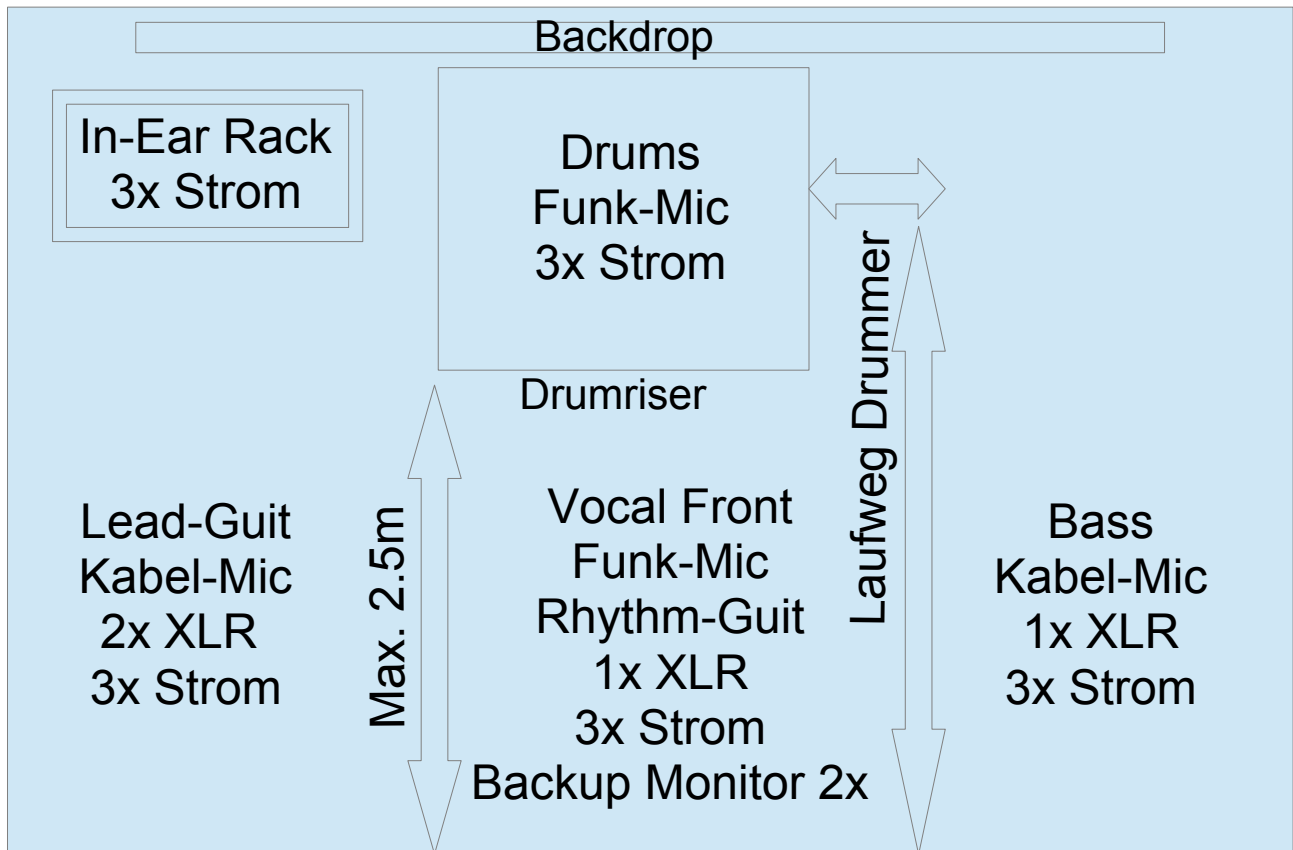 Backdrop
In-Ear Rack
3x Strom
Drums
Funk-Mic
3x Strom
Drumriser
Laufweg Drummer
Max. 2.5m
Lead-Guit
Kabel-Mic
2x XLR
3x Strom
Vocal Front
Funk-Mic
Rhythm-Guit
1x XLR
3x Strom
Backup Monitor 2x
Bass
Kabel-Mic
1x XLR
3x Strom